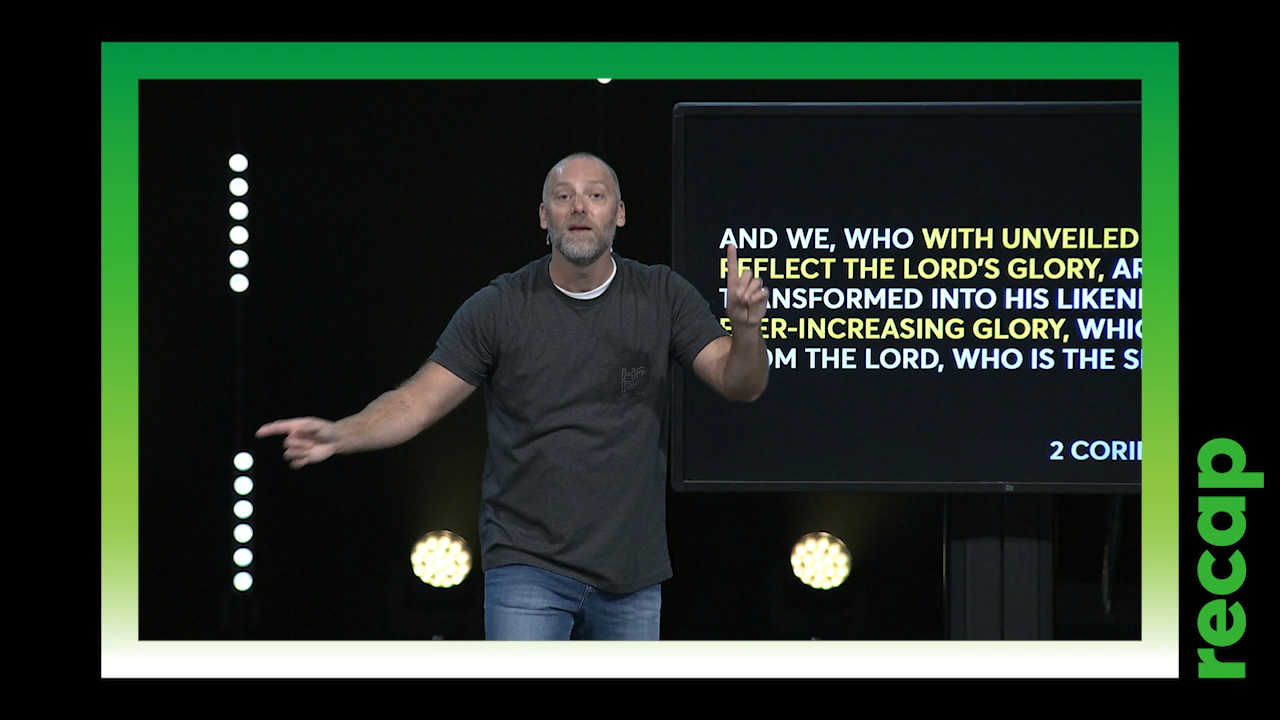 AND WE, WHO WITH UNVEILED
REFLECT THE LORD'S GLORY, AR
TRANSFORMED INTO HIS LIKEN
EVER-INCREASING GLORY, WHIC
FROM THE LORD, WHO IS THE S
2 CORI
recap